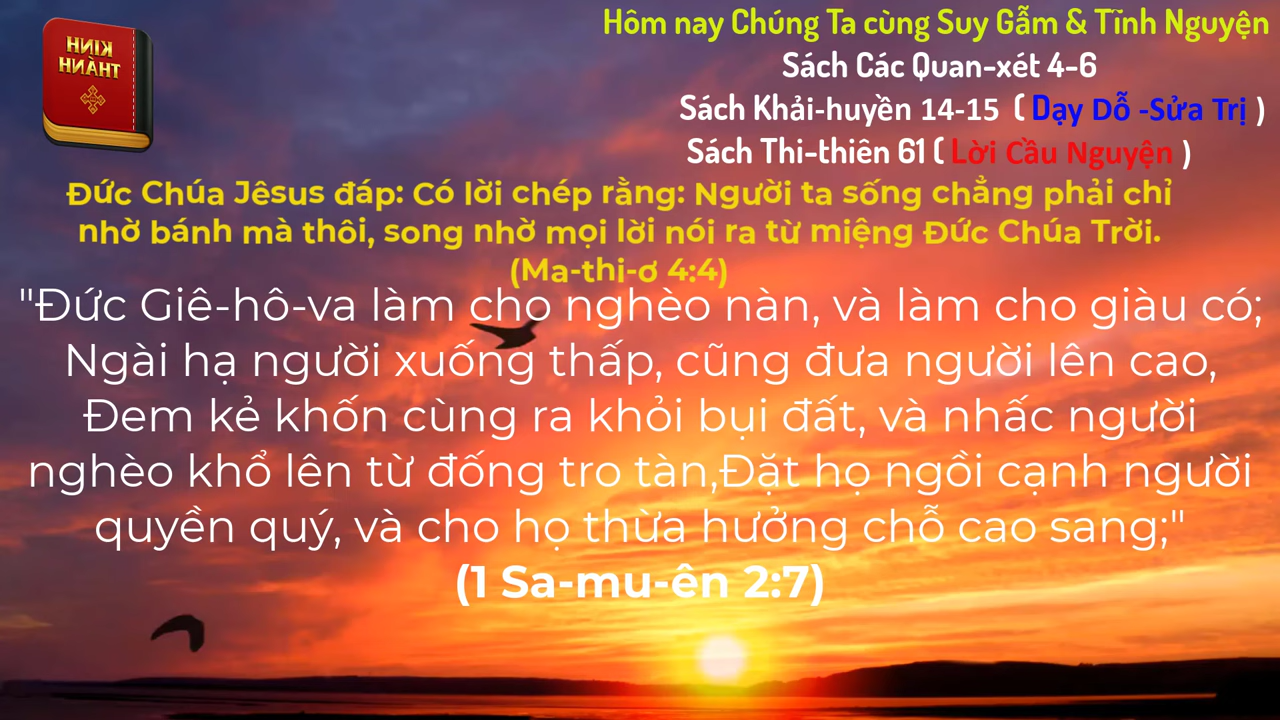 KINH
THÀNH
Hôm nay Chúng Ta cùng Suy Gẫm & Tĩnh Nguyện
Sách Các Quan-xét 4-6
Sách Khải-huyền 14-15 ( Dạy Dỗ -Sửa Trị )
Sách Thi-thiên 61 ( Lời Cầu Nguyện )
Đức Chúa Jêsus đáp: Có lời chép rằng: Người ta sống chẳng phải chỉ
nhờ bánh mà thôi, song nhờ mọi lời nói ra từ miệng Đức Chúa Trời.
(Ma-thi-ơ 4:4)
"Đức Giê-hô-va làm cho nghèo nàn, và làm cho giàu có;
Ngài hạ người xuống thấp, cũng đưa người lên cao,
Đem kẻ khốn cùng ra khỏi bụi đất, và nhấc người
nghèo khổ lên từ đống tro tàn,Đặt họ ngồi cạnh người
quyền quý, và cho họ thừa hưởng chỗ cao sang;"
(1 Sa-mu-ên 2:7)